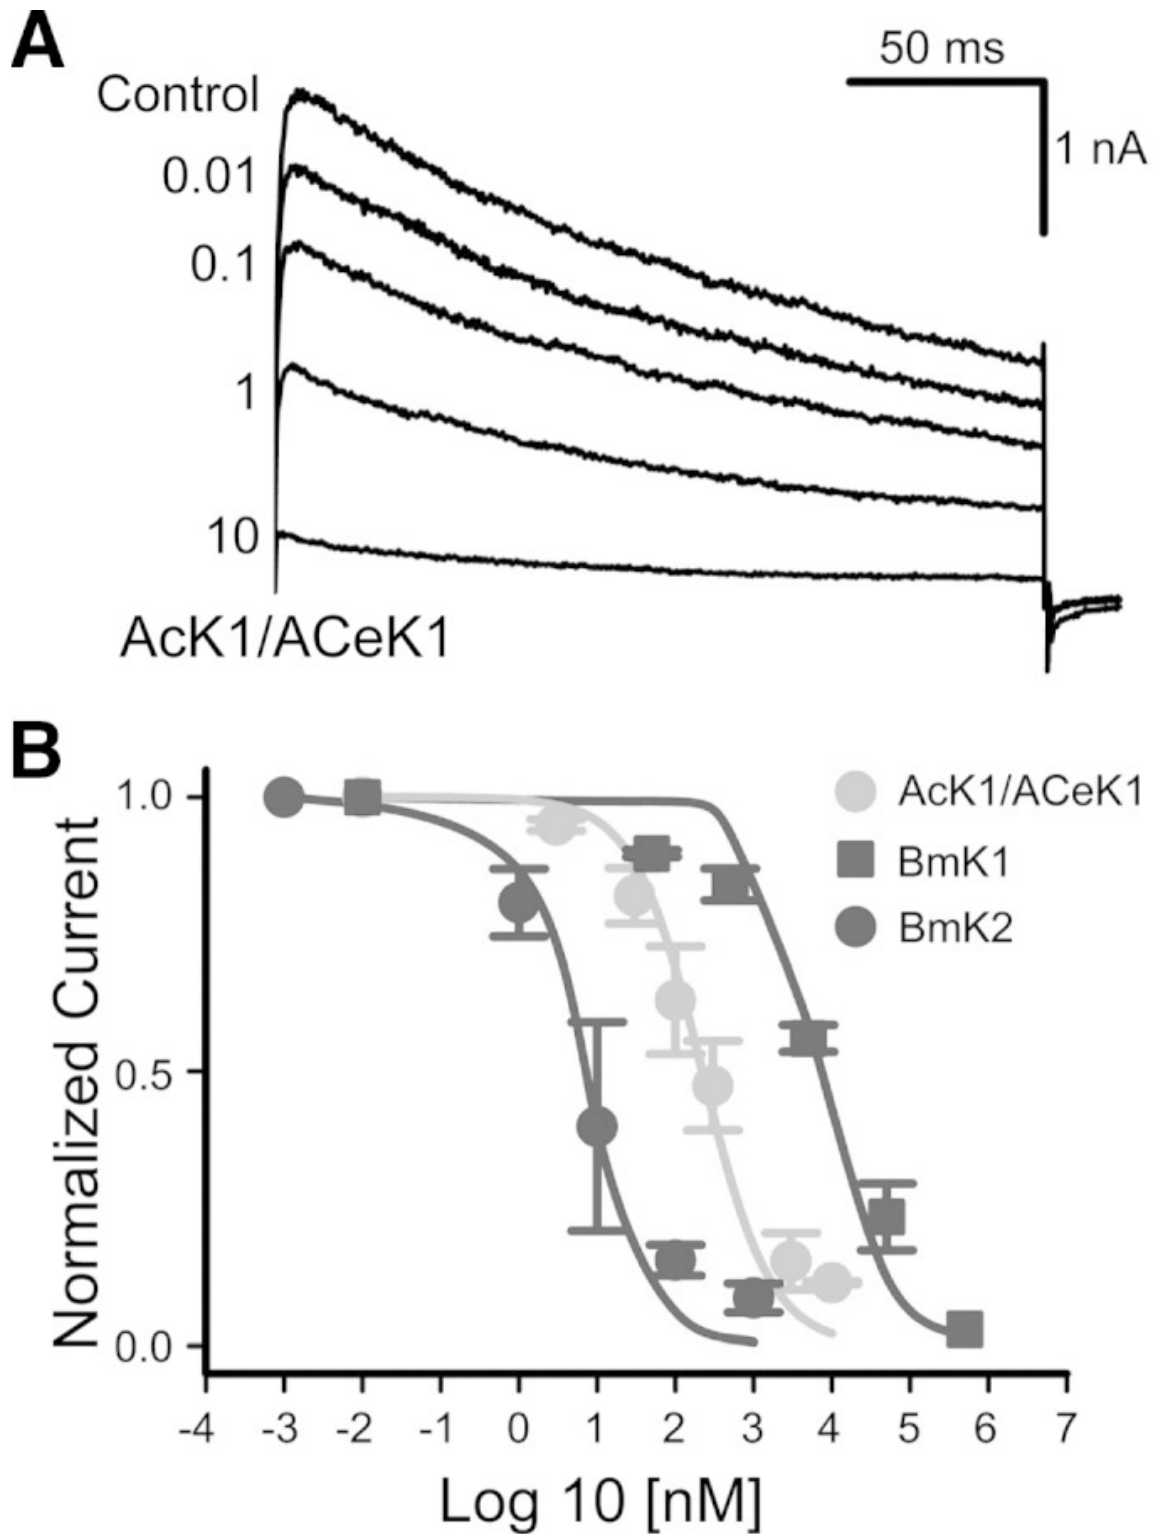 A
50 ms
Control
1 nA
0.01
0.1
1
10
AcK1/ACeK1
B
Normalized Current
1.0
0.5
0.0
AcK1/ACeK1
BmK1
BmK2
-4 -3 -2 -1 0 1 2 3 4 5 6 7
Log 10 [nM]